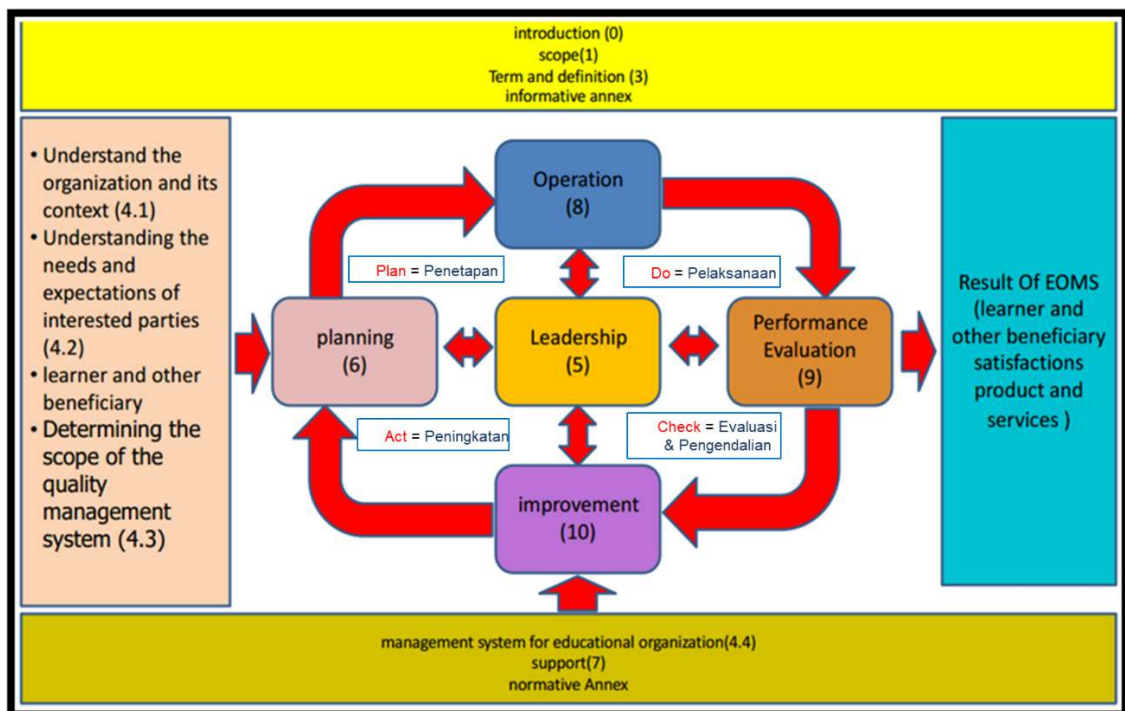 introduction (0)
scope(1)
Term and definition (3)
informative annex
• Understand the
organization and its
context (4.1)
• Understanding the
needs and
expectations of
interested parties
(4.2)
• learner and other
beneficiary
• Determining the
scope of the
quality
management
system (4.3)
Operation
(8)
Plan = Penetapan
Do = Pelaksanaan
planning
(6)
Leadership
(5)
Performance
Evaluation
(9)
Act = Peningkatan
Check = Evaluasi
& Pengendalian
improvement
(10)
Result Of EOMS
(learner and
other beneficiary
satisfactions
product and
services )
management system for educational organization(4.4)
support(7)
normative Annex